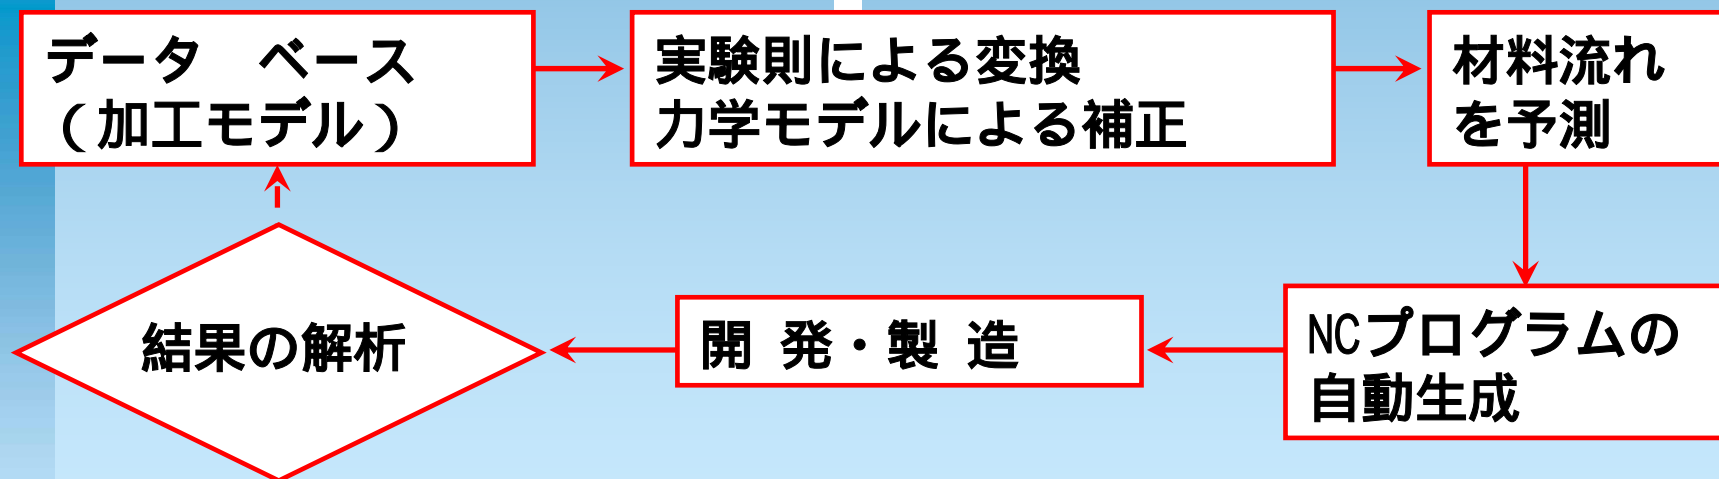 データ　ベース
（加工モデル）
実験則による変換
力学モデルによる補正
材料流れ
を予測
結果の解析
開 発・製 造
NCプログラムの
自動生成